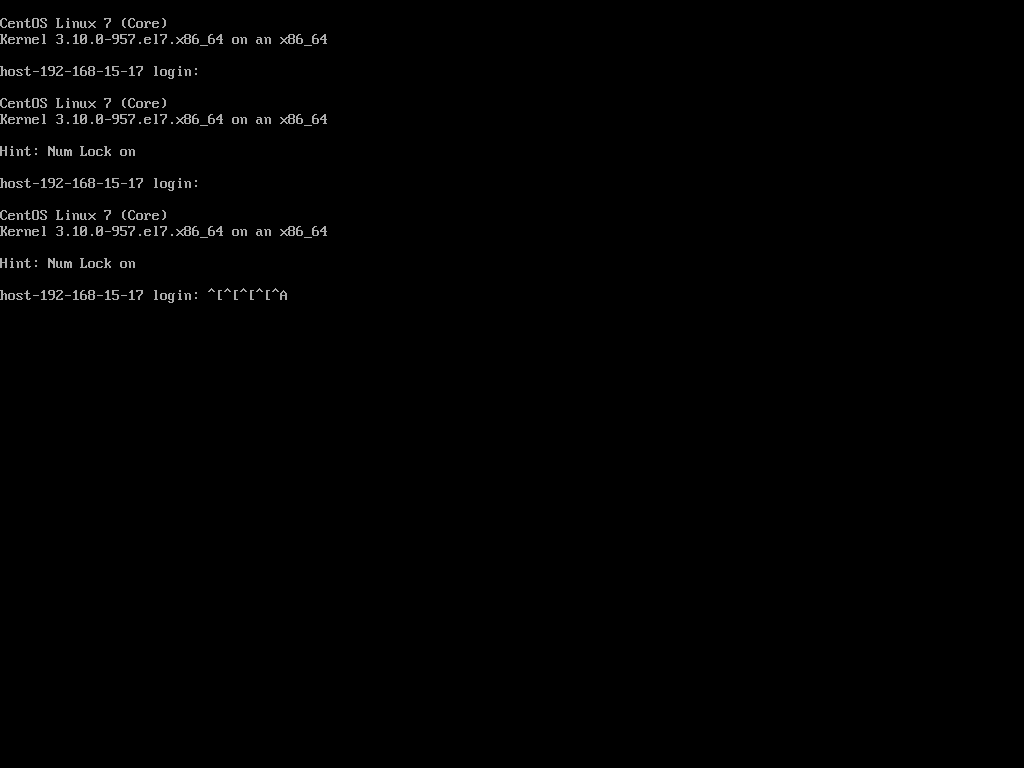 CentOS Linux 7 (Core)
Kernel 3.10.0-957.el7.x86_64 on an x86_64
host-192-168-15-17 login:
CentOS Linux 7 (Core)
Kernel 3.10.0-957.el7.x86_64 on an x86_64
Hint: Num Lock on
host-192-168-15-17 login:
CentOS Linux 7 (Core)
Kernel 3.10.0-957.el7.x86_64 on an x86_64
Hint: Num Lock on
host-192-168-15-17 login: ^[^[^[^[^A